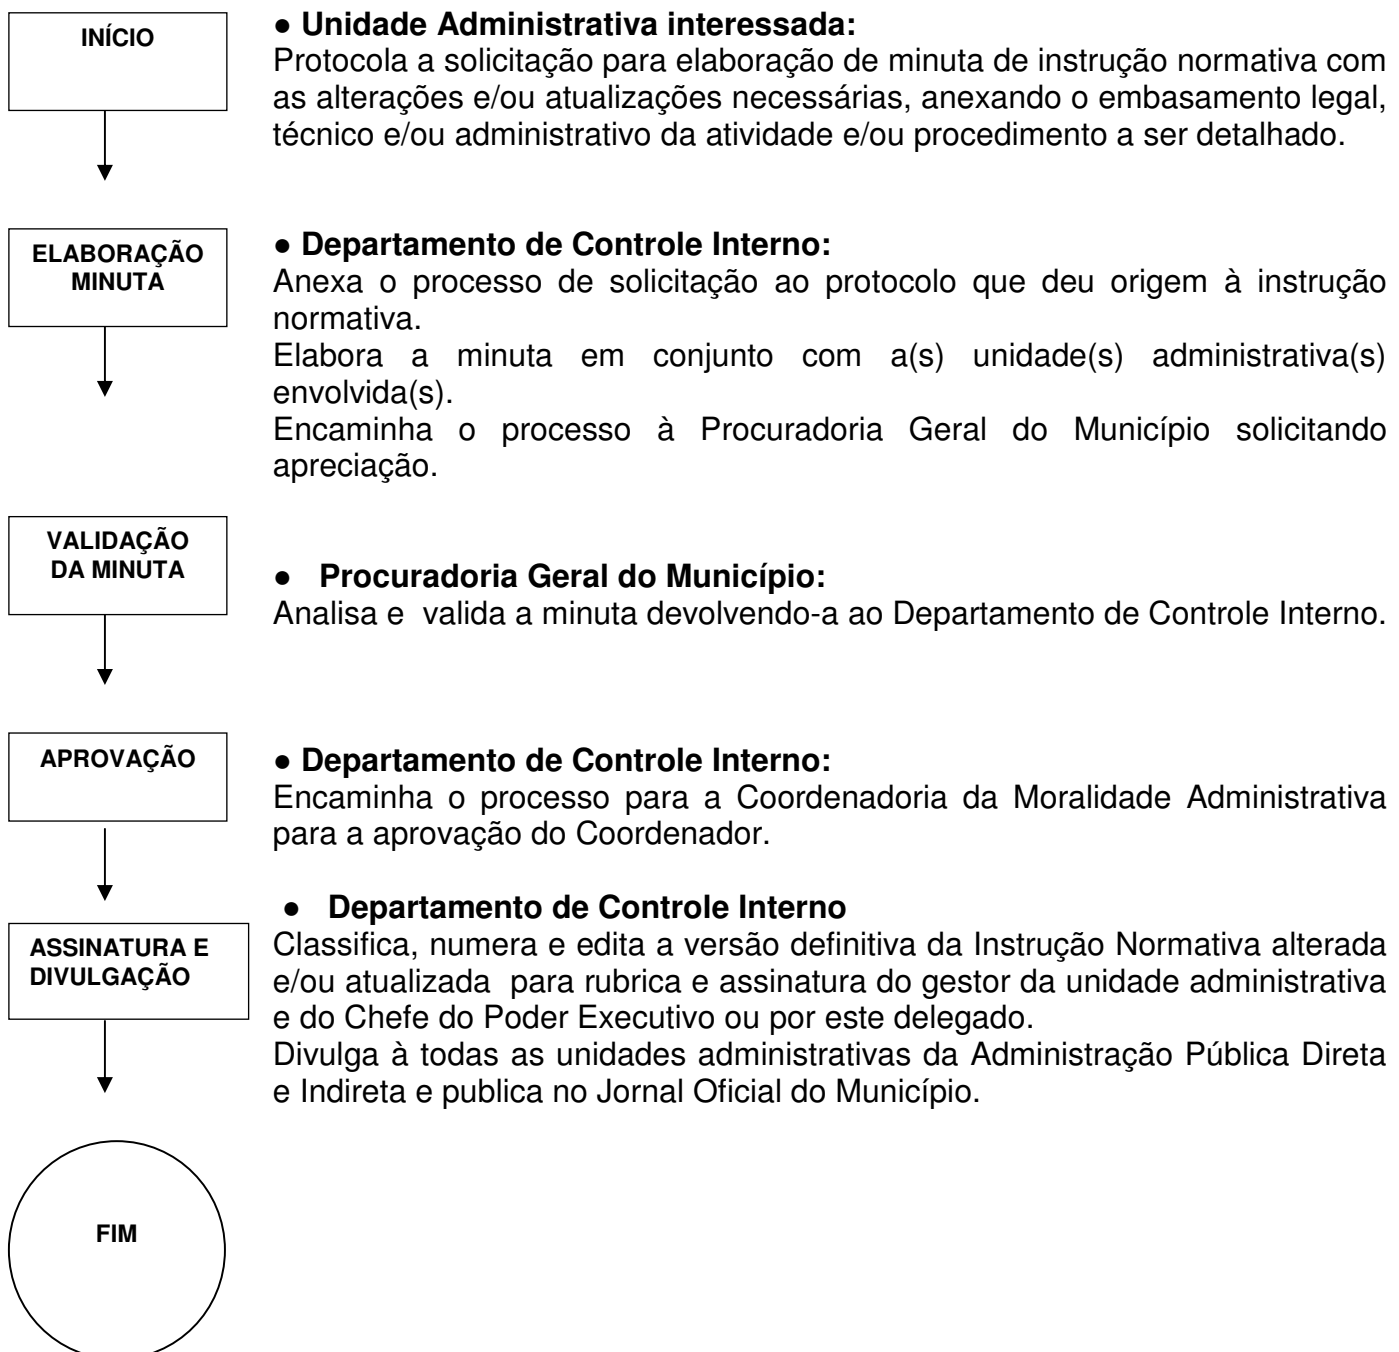 INÍCIO
● Unidade Administrativa interessada:
Protocola a solicitação para elaboração de minuta de instrução normativa com
as alterações e/ou atualizações necessárias, anexando o embasamento legal,
técnico e/ou administrativo da atividade e/ou procedimento a ser detalhado.
ELABORAÇÃO
MINUTA
● Departamento de Controle Interno:
Anexa o processo de solicitação ao protocolo que deu origem à instrução
normativa.
Elabora a minuta em conjunto com a(s) unidade(s) administrativa(s)
envolvida(s).
Encaminha o processo à Procuradoria Geral do Município solicitando
apreciação.
VALIDAÇÃO
DA MINUTA
● Procuradoria Geral do Município:
Analisa e valida a minuta devolvendo-a ao Departamento de Controle Interno.
APROVAÇÃO
● Departamento de Controle Interno:
Encaminha o processo para a Coordenadoria da Moralidade Administrativa
para a aprovação do Coordenador.
ASSINATURA E
DIVULGAÇÃO
● Departamento de Controle Interno
Classifica, numera e edita a versão definitiva da Instrução Normativa alterada
e/ou atualizada para rubrica e assinatura do gestor da unidade administrativa
e do Chefe do Poder Executivo ou por este delegado.
Divulga à todas as unidades administrativas da Administração Pública Direta
e Indireta e publica no Jornal Oficial do Município.
FIM